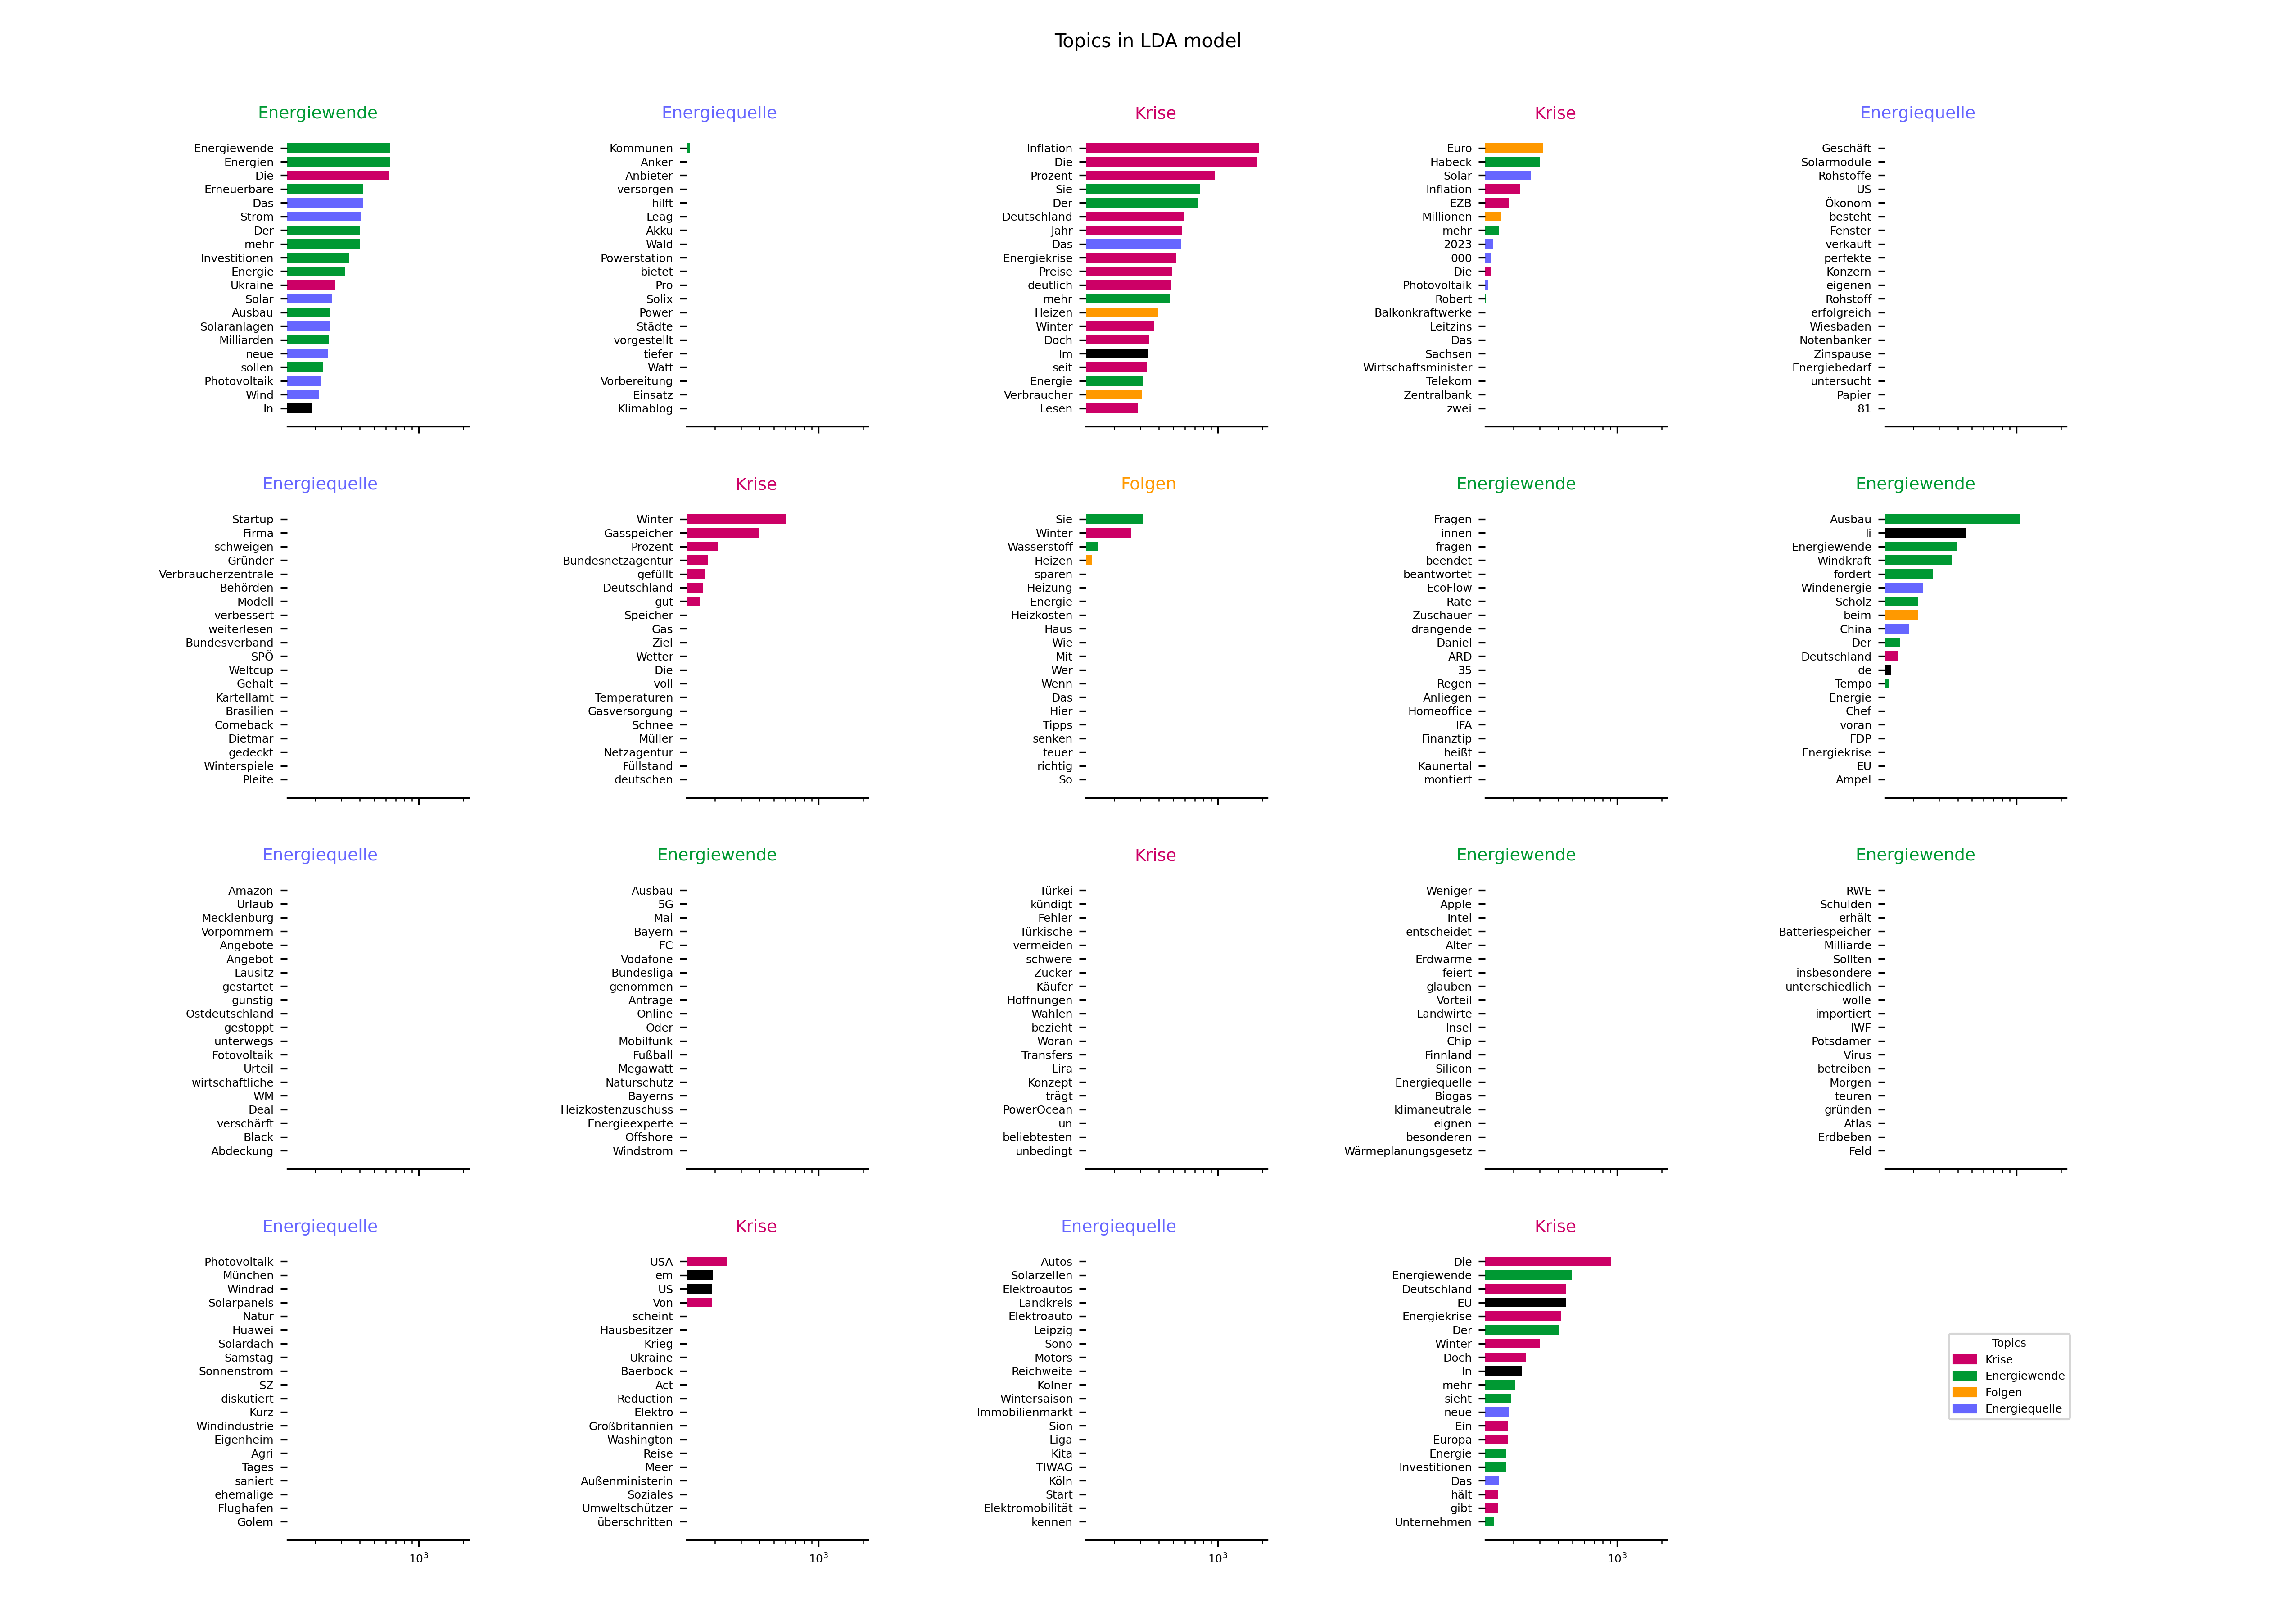 Topics in LDA model
Energiewende
Energiewende
Energien
Die
Erneuerbare
Das
Strom
Der
mehr
Investitionen
Energie
Ukraine
Solar
Ausbau
Solaranlagen
Milliarden
neue
sollen
Photovoltaik
Wind
In
Energiequelle
Kommunen
Anker
Anbieter
versorgen
hilft
Leag
Akku
Wald
Powerstation
bietet
Pro
Solix
Power
Städte
vorgestellt
tiefer
Watt
Vorbereitung
Einsatz
Klimablog
Krise
Inflation
Die
Prozent
Sie
Der
Deutschland
Jahr
Das
Energiekrise
Preise
deutlich
mehr
Heizen
Winter
Doch
Im
seit
Energie
Verbraucher
Lesen
Krise
Euro
Habeck
Solar
Inflation
EZB
Millionen
mehr
2023
000
Die
Photovoltaik
Robert
Balkonkraftwerke
Leitzins
Das
Sachsen
Wirtschaftsminister
Telekom
Zentralbank
zwei
Energiequelle
Geschäft
Solarmodule
Rohstoffe
US
Ökonom
besteht
Fenster
verkauft
perfekte
Konzern
eigenen
Rohstoff
erfolgreich
Wiesbaden
Notenbanker
Zinspause
Energiebedarf
untersucht
Papier
81
Energiequelle
Startup
Firma
schweigen
Gründer
Verbraucherzentrale
Behörden
Modell
verbessert
weiterlesen
Bundesverband
SPÖ
Weltcup
Gehalt
Kartellamt
Brasilien
Comeback
Dietmar
gedeckt
Winterspiele
Pleite
Krise
Winter
Gasspeicher
Prozent
Bundesnetzagentur
gefüllt
Deutschland
gut
Speicher
Gas
Ziel
Wetter
Die
voll
Temperaturen
Gasversorgung
Schnee
Müller
Netzagentur
Füllstand
deutschen
Folgen
Sie
Winter
Wasserstoff
Heizen
sparen
Heizung
Energie
Heizkosten
Haus
Wie
Mit
Wer
Wenn
Das
Hier
Tipps
senken
teuer
richtig
So
Energiewende
Fragen
innen
fragen
beendet
beantwortet
EcoFlow
Rate
Zuschauer
drängende
Daniel
ARD
35
Regen
Anliegen
Homeoffice
IFA
Finanztip
heißt
Kaunertal
montiert
Energiewende
Ausbau
li
Energiewende
Windkraft
fordert
Windenergie
Scholz
beim
China
Der
Deutschland
de
Tempo
Energie
Chef
voran
FDP
Energiekrise
EU
Ampel
Energiequelle
Amazon
Urlaub
Mecklenburg
Vorpommern
Angebote
Angebot
Lausitz
gestartet
günstig
Ostdeutschland
gestoppt
unterwegs
Fotovoltaik
Urteil
wirtschaftliche
WM
Deal
verschärft
Black
Abdeckung
Energiewende
Ausbau
5G
Mai
Bayern
FC
Vodafone
Bundesliga
genommen
Anträge
Online
Oder
Mobilfunk
Fußball
Megawatt
Naturschutz
Bayerns
Heizkostenzuschuss
Energieexperte
Offshore
Windstrom
Krise
Türkei
kündigt
Fehler
Türkische
vermeiden
schwere
Zucker
Käufer
Hoffnungen
Wahlen
bezieht
Woran
Transfers
Lira
Konzept
trägt
PowerOcean
un
beliebtesten
unbedingt
Energiewende
Weniger
Apple
Intel
entscheidet
Alter
Erdwärme
feiert
glauben
Vorteil
Landwirte
Insel
Chip
Finnland
Silicon
Energiequelle
Biogas
klimaneutrale
eignen
besonderen
Wärmeplanungsgesetz
Energiewende
RWE
Schulden
erhält
Batteriespeicher
Milliarde
Sollten
insbesondere
unterschiedlich
wolle
importiert
IWF
Potsdamer
Virus
betreiben
Morgen
teuren
gründen
Atlas
Erdbeben
Feld
Energiequelle
Photovoltaik
München
Windrad
Solarpanels
Natur
Huawei
Solardach
Samstag
Sonnenstrom
SZ
diskutiert
Kurz
Windindustrie
Eigenheim
Agri
Tages
saniert
ehemalige
Flughafen
Golem
10³
Krise
USA
em
US
Von
scheint
Hausbesitzer
Krieg
Ukraine
Baerbock
Act
Reduction
Elektro
Großbritannien
Washington
Reise
Meer
Außenministerin
Soziales
Umweltschützer
überschritten
10³
Energiequelle
Autos
Solarzellen
Elektroautos
Landkreis
Elektroauto
Leipzig
Sono
Motors
Reichweite
Kölner
Wintersaison
Immobilienmarkt
Sion
Liga
Kita
TIWAG
Köln
Start
Elektromobilität
kennen
10³
Krise
Die
Energiewende
Deutschland
EU
Energiekrise
Der
Winter
Doch
In
mehr
sieht
neue
Ein
Europa
Energie
Investitionen
Das
hält
gibt
Unternehmen
10³
Topics
Krise
Energiewende
Folgen
Energiequelle